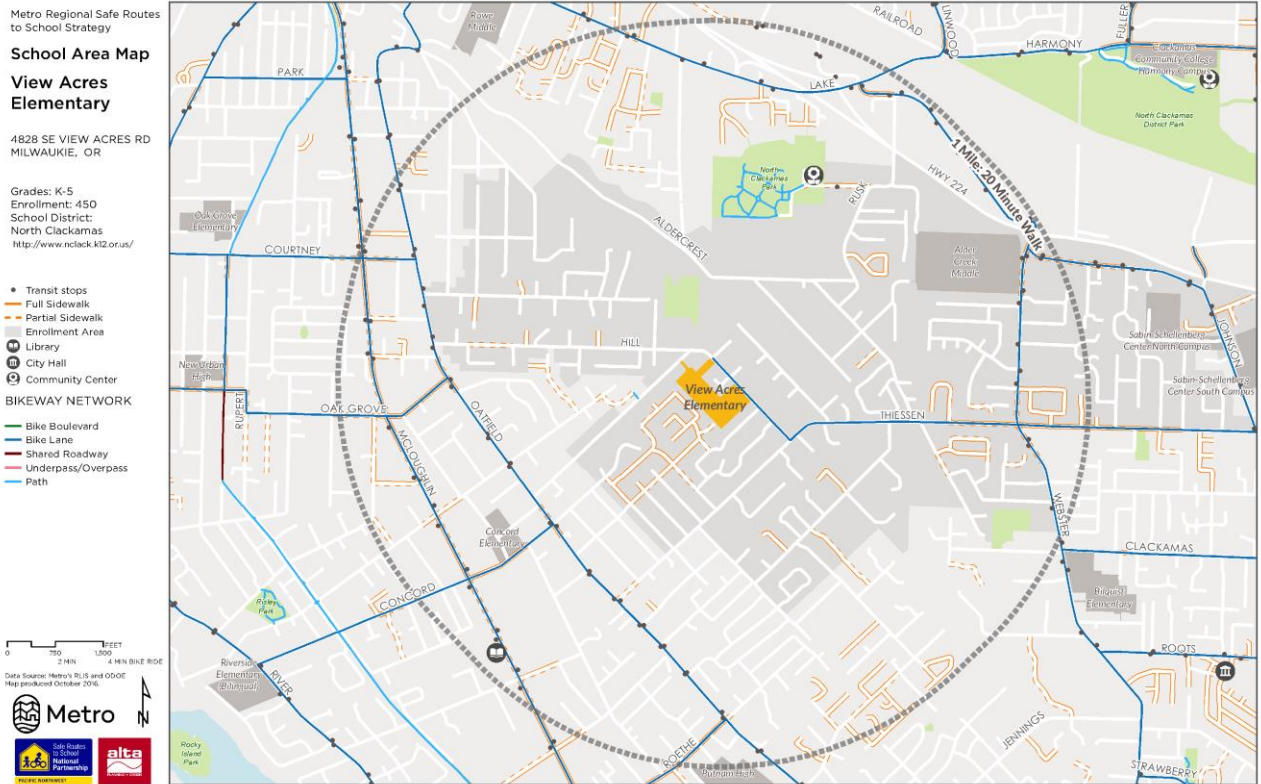 Metro Regional Safe Routes
to School Strategy
School Area Map
View Acres
Elementary
4828 SE VIEW ACRES RD
MILWAUKIE, OR
Grades: K-5
Enrollment: 450
School District:
North Clackamas
http://www.nclack.k12.or.us/
Transit stops
Full Sidewalk
Partial Sidewalk
Enrollment Area
Library
City Hall
Community Center
BIKEWAY NETWORK
Bike Boulevard
Bike Lane
Shared Roadway
Underpass/Overpass
Path
FEET
0 750 1,500
2 MIN 4 MIN BIKE RIDE
Data Source: Metro's RLIS and ODOE
Map produced October 2016.
Metro
N
Safe Routes
to School
National
Partnership
PACIFIC NORTHWEST
alta
PLANNING + DESIGN
Rowe
Middle
RAILROAD
LINWOOD
FULLER
HARMONY
Clackamas
Community College
Harmony Campus
PARK
LAKE
North Clackamas
District Park
1 Mile: 20 Minute Walk
HWY 224
North
Clackamas
Park
RUSK
Oak Grove
Elementary
ALDERCREST
COURTNEY
Alder
Creek
Middle
JOHNSON
Sabin-Schellenberg
Center North Campus
HILL
New Urban
High
Sabin-Schellenberg
Center South Campus
View Acres
Elementary
RUPERT
OAK GROVE
OATFIELD
THIESSEN
MCLOUGHLIN
WEBSTER
Concord
Elementary
CLACKAMAS
CONCORD
Risley
Park
Bilquist
Elementary
ROOTS
Riverside
Elementary
(Bilingual)
RIVER
JENNINGS
Rocky
Island
Park
ROETHE
Putnam High
STRAWBERRY